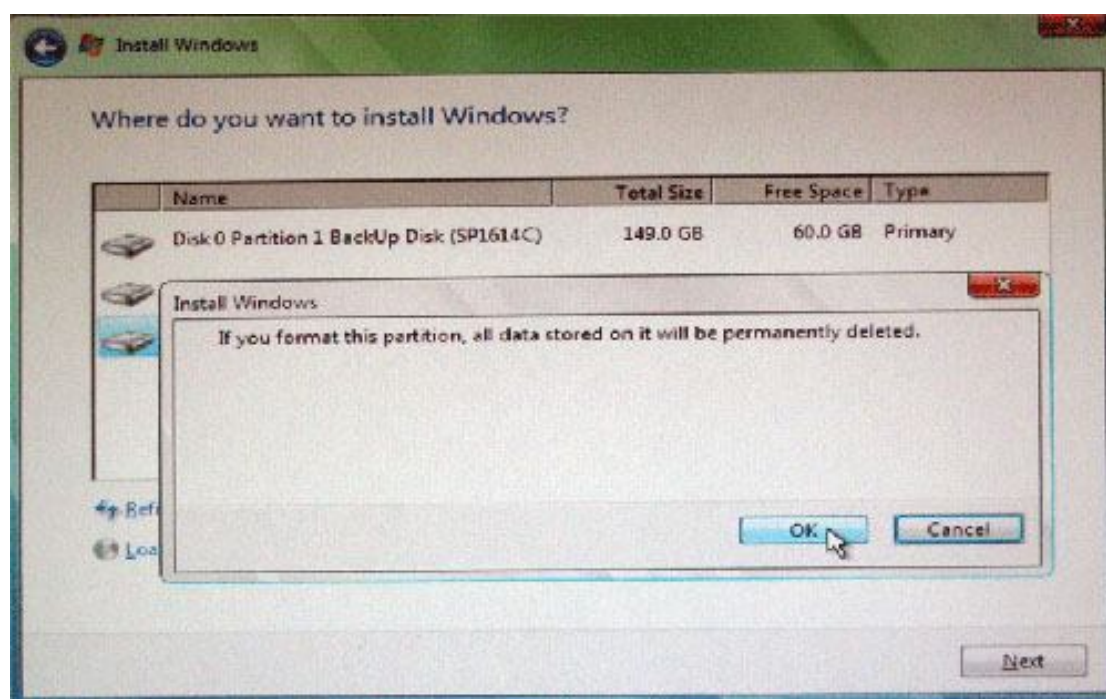 Install Windows
Where do you want to install Windows?
Name Total Size Free Space Type
Disk 0 Partition 1 BackUp Disk (SP1614C) 149.0 GB 60.0 GB Primary
Install Windows
If you format this partition, all data stored on it will be permanently deleted.
OK Cancel
Next